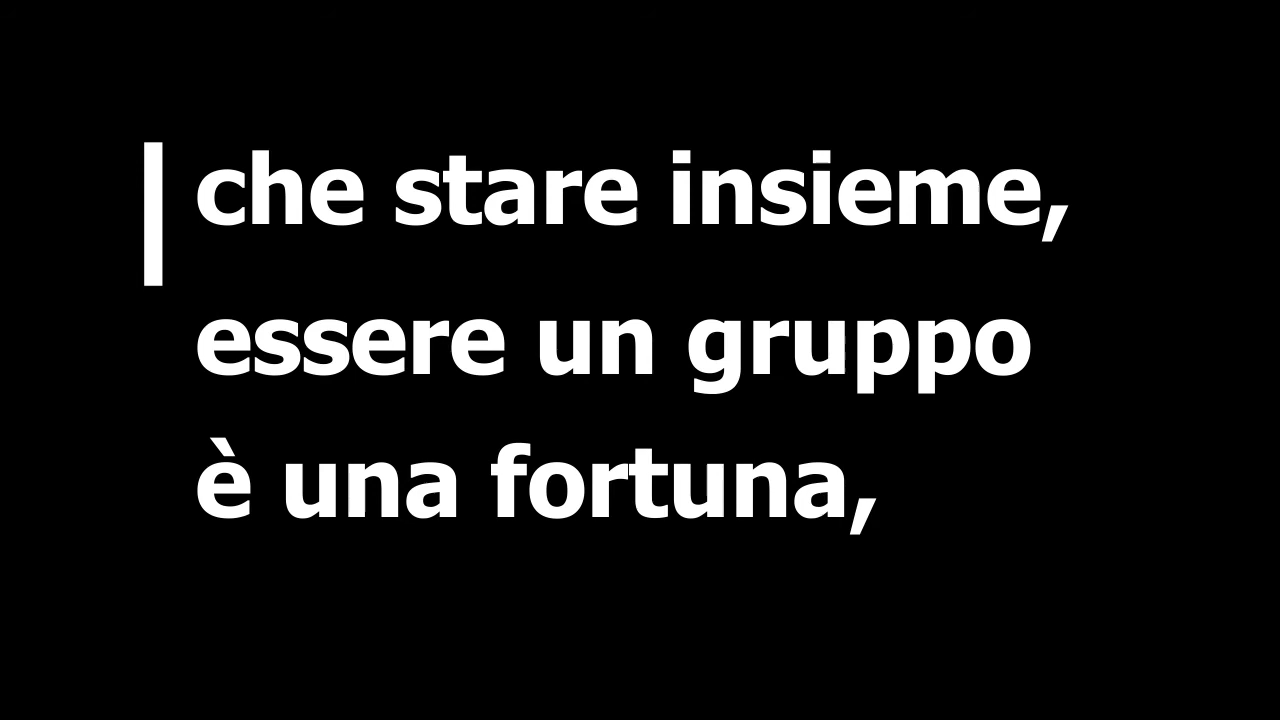 che stare insieme,
essere un gruppo
è una fortuna,